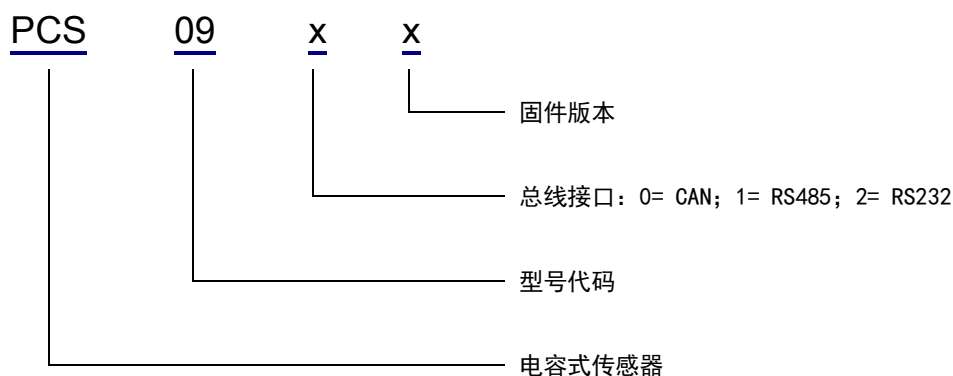 PCS 09 x x
固件版本
总线接口：0= CAN；1= RS485；2= RS232
型号代码
电容式传感器